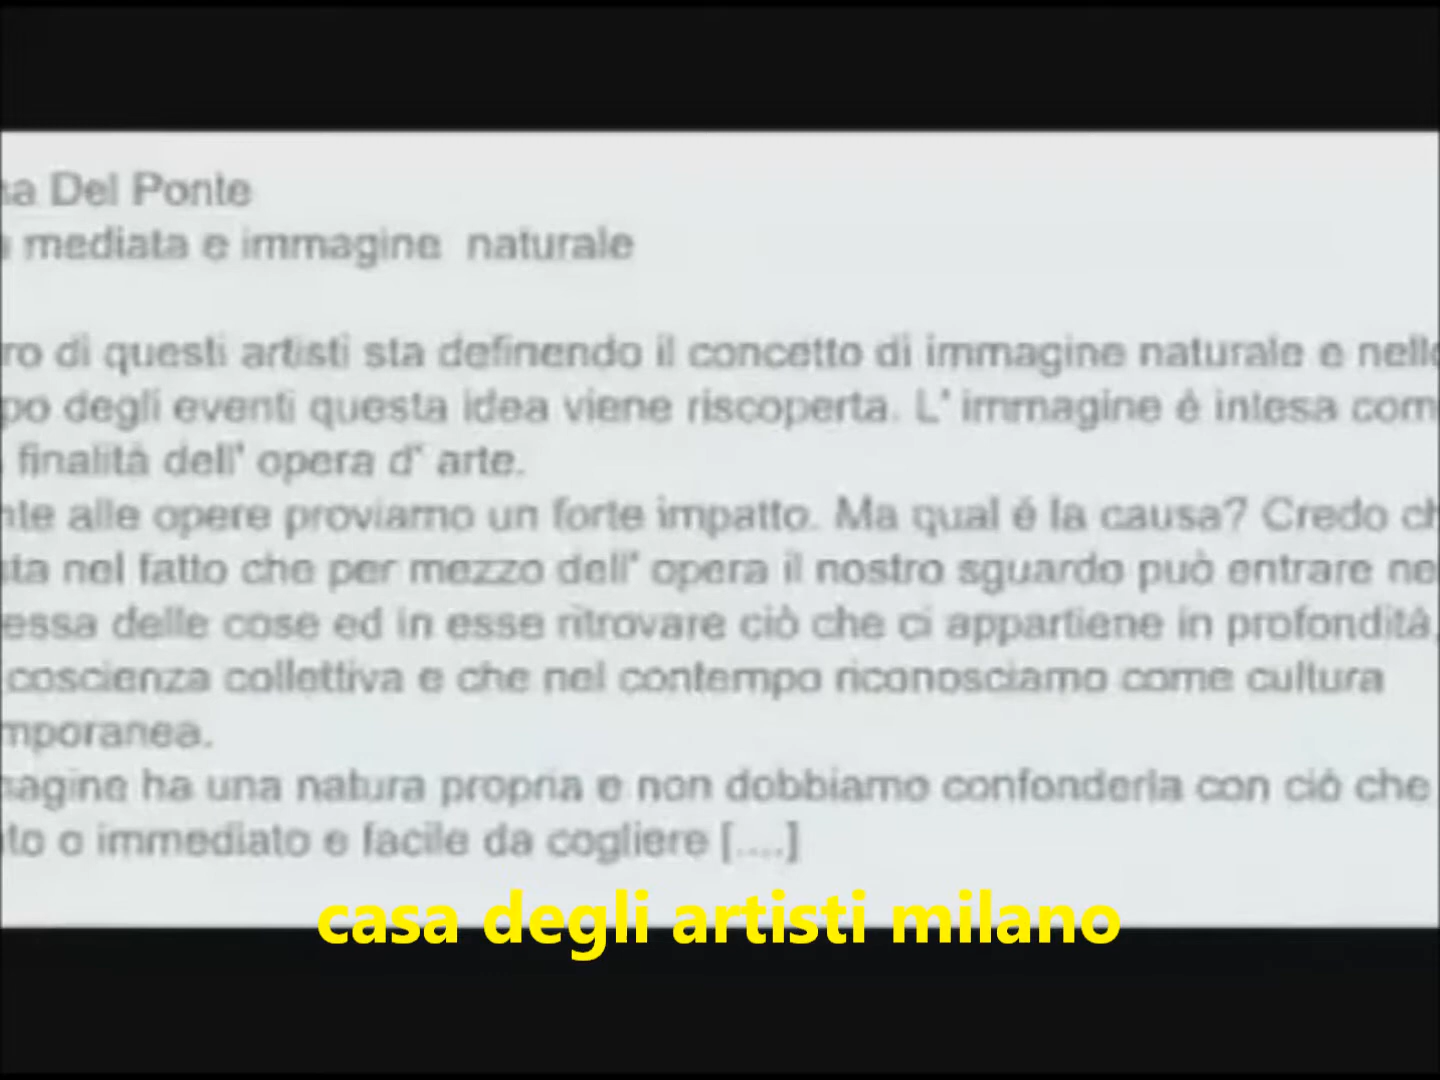 sa Del Ponte
a mediata e immagine naturale
ro di questi artisti sta definendo il concetto di immagine naturale e nello
po degli eventi questa idea viene riscoperta. L' immagine é intesa com
finalità dell' opera d' arte.
nte alle opere proviamo un forte impatto. Ma qual é la causa? Credo ch
ta nel fatto che per mezzo dell' opera il nostro sguardo può entrare ne
essa delle cose ed in esse ritrovare ciò che ci appartiene in profondità,
coscienza collettiva e che nel contempo riconosciamo come cultura
mporanea.
magine ha una natura propria e non dobbiamo confonderla con ciò che
to o immediato e facile da cogliere [....]
casa degli artisti milano